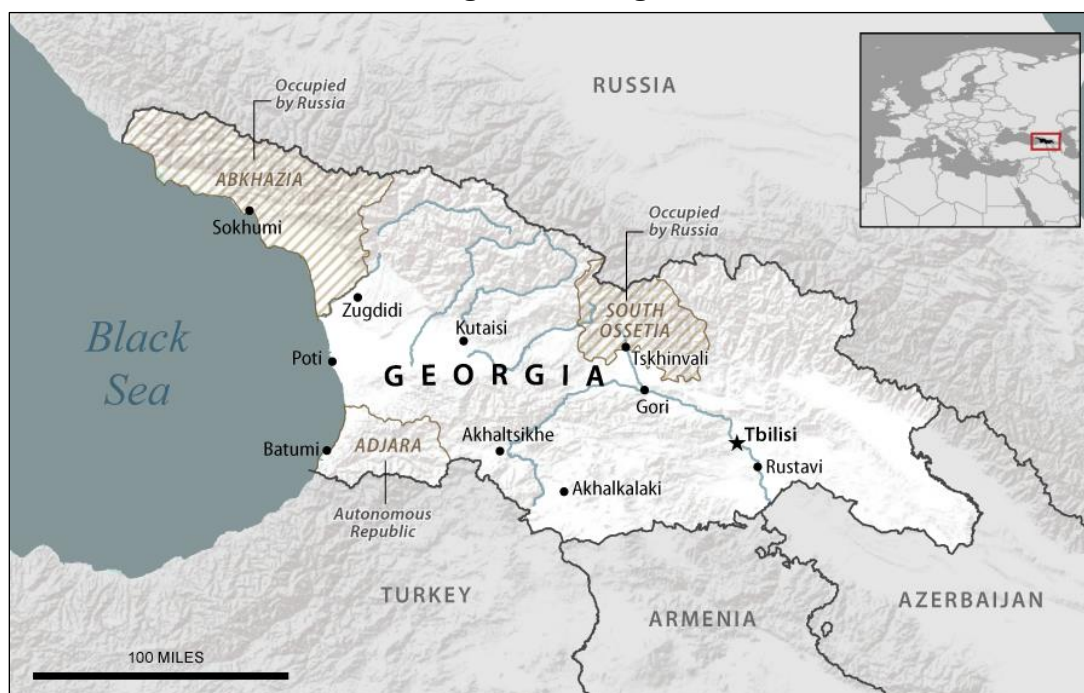 Occupied
by Russia
RUSSIA
ABKHAZIA
Sokhumi
Occupied
by Russia
Zugdidi
SOUTH
OSSETIA
Kutaisi
Tskhinvali
Black
Sea
Poti
GEORGIA
Gori
Tbilisi
Batumi
ADJARA
Akhaltsikhe
Rustavi
Akhalkalaki
Autonomous
Republic
TURKEY
ARMENIA
AZERBAIJAN
100 MILES